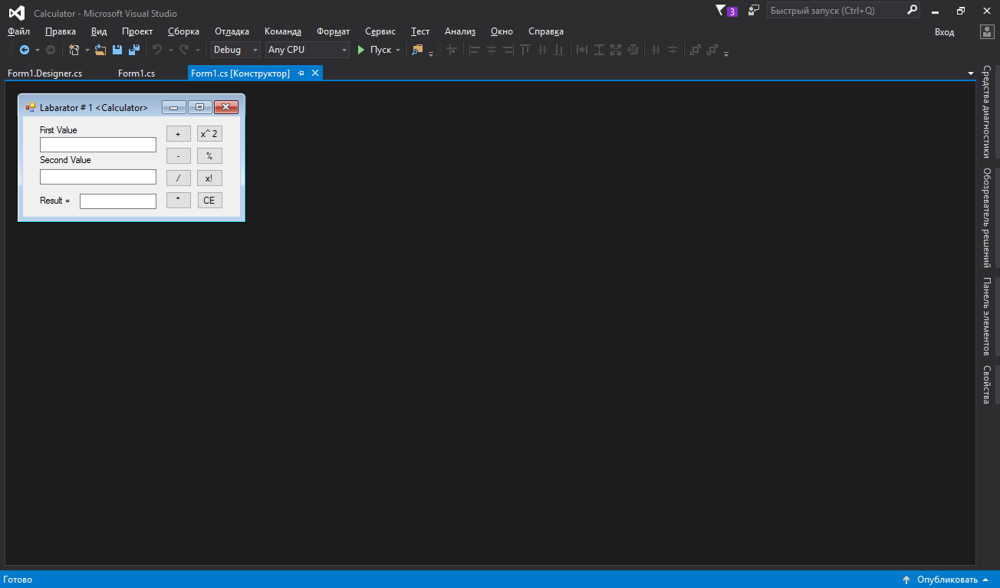 Calculator - Microsoft Visual Studio
3
Быстрый запуск (Ctrl+Q)
Файл Правка Вид Проект Сборка Отладка Команда Формат Сервис Тест Анализ Окно Справка
Вход
Debug Any CPU Пуск
Form1.Designer.cs Form1.cs Form1.cs [Конструктор]
Labarator # 1 <Calculator>
First Value
+ x^2
Second Value
- %
/ x!
Result =
* CE
Средства диагностики
Обозреватель решений
Панель элементов
Свойства
Готово
Опубликовать